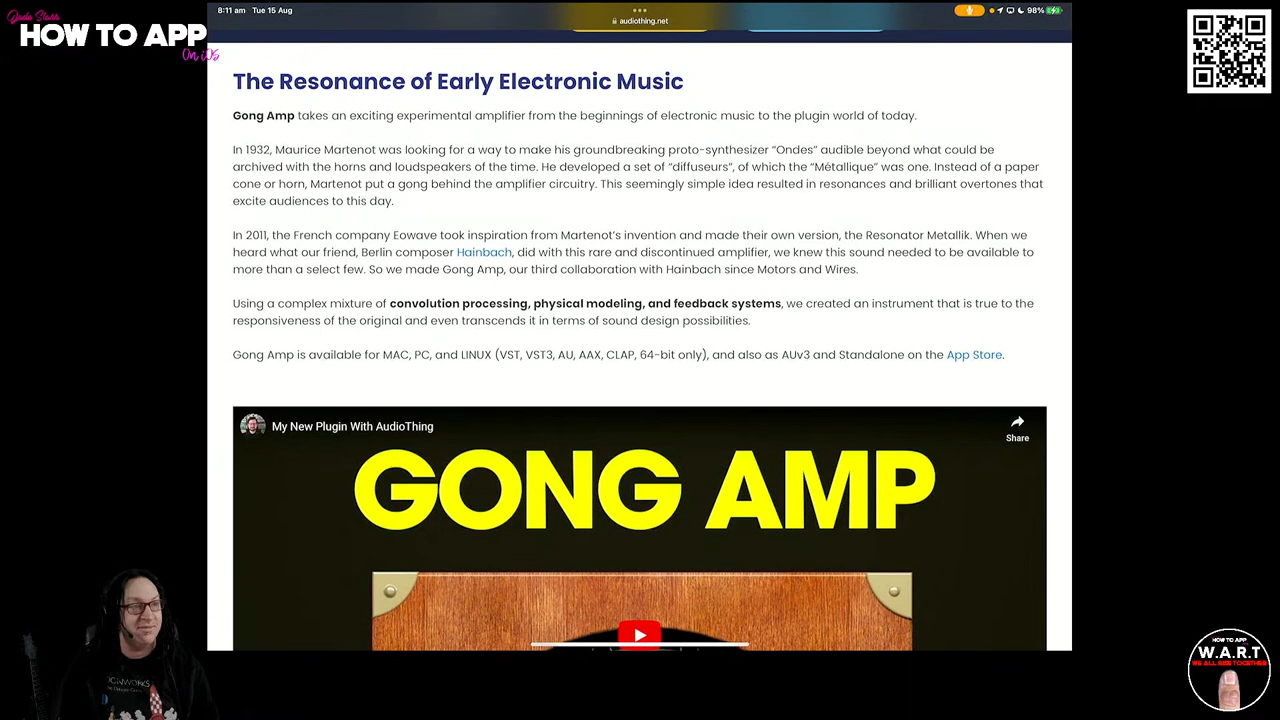 Jade Starr
HOW TO APP
On iOS
8:11 am Tue 15 Aug
audiothing.net
98%
The Resonance of Early Electronic Music
Gong Amp takes an exciting experimental amplifier from the beginnings of electronic music to the plugin world of today.
In 1932, Maurice Martenot was looking for a way to make his groundbreaking proto-synthesizer “Ondes” audible beyond what could be
archived with the horns and loudspeakers of the time. He developed a set of “diffuseurs”, of which the “Métallique” was one. Instead of a paper
cone or horn, Martenot put a gong behind the amplifier circuitry. This seemingly simple idea resulted in resonances and brilliant overtones that
excite audiences to this day.
In 2011, the French company Eowave took inspiration from Martenot’s invention and made their own version, the Resonator Metallik. When we
heard what our friend, Berlin composer Hainbach, did with this rare and discontinued amplifier, we knew this sound needed to be available to
more than a select few. So we made Gong Amp, our third collaboration with Hainbach since Motors and Wires.
Using a complex mixture of convolution processing, physical modeling, and feedback systems, we created an instrument that is true to the
responsiveness of the original and even transcends it in terms of sound design possibilities.
Gong Amp is available for MAC, PC, and LINUX (VST, VST3, AU, AAX, CLAP, 64-bit only), and also as AUv3 and Standalone on the App Store.
My New Plugin With AudioThing
Share
GONG AMP
HOW TO APP
W.A.R.T
WE ALL RISE TOGETHER